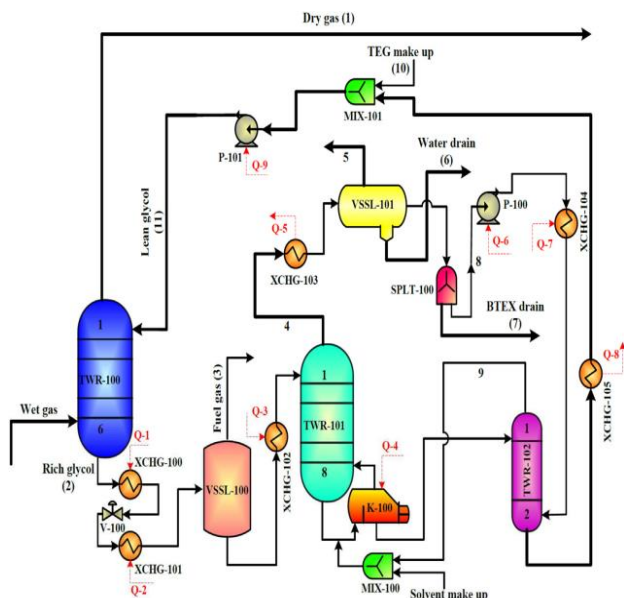 Dry gas (1)
TEG make up
(10)
MIX-101
Water drain
(6)
P-101
Q-9
5
VSSL-101
P-100
XCHG-104
Lean glycol
(11)
Q-5
XCHG-103
SPLT-100
8
Q-6
Q-7
BTEX drain
(7)
4
9
Q-8
XCHG-105
1
TWR-100
6
Wet gas
Rich glycol
(2)
Q-1
XCHG-100
V-100
XCHG-101
Q-2
Fuel gas (3)
VSSL-100
Q-3
XCHG-102
1
TWR-101
8
Q-4
K-100
MIX-100
Solvent make up
1
TWR-102
2